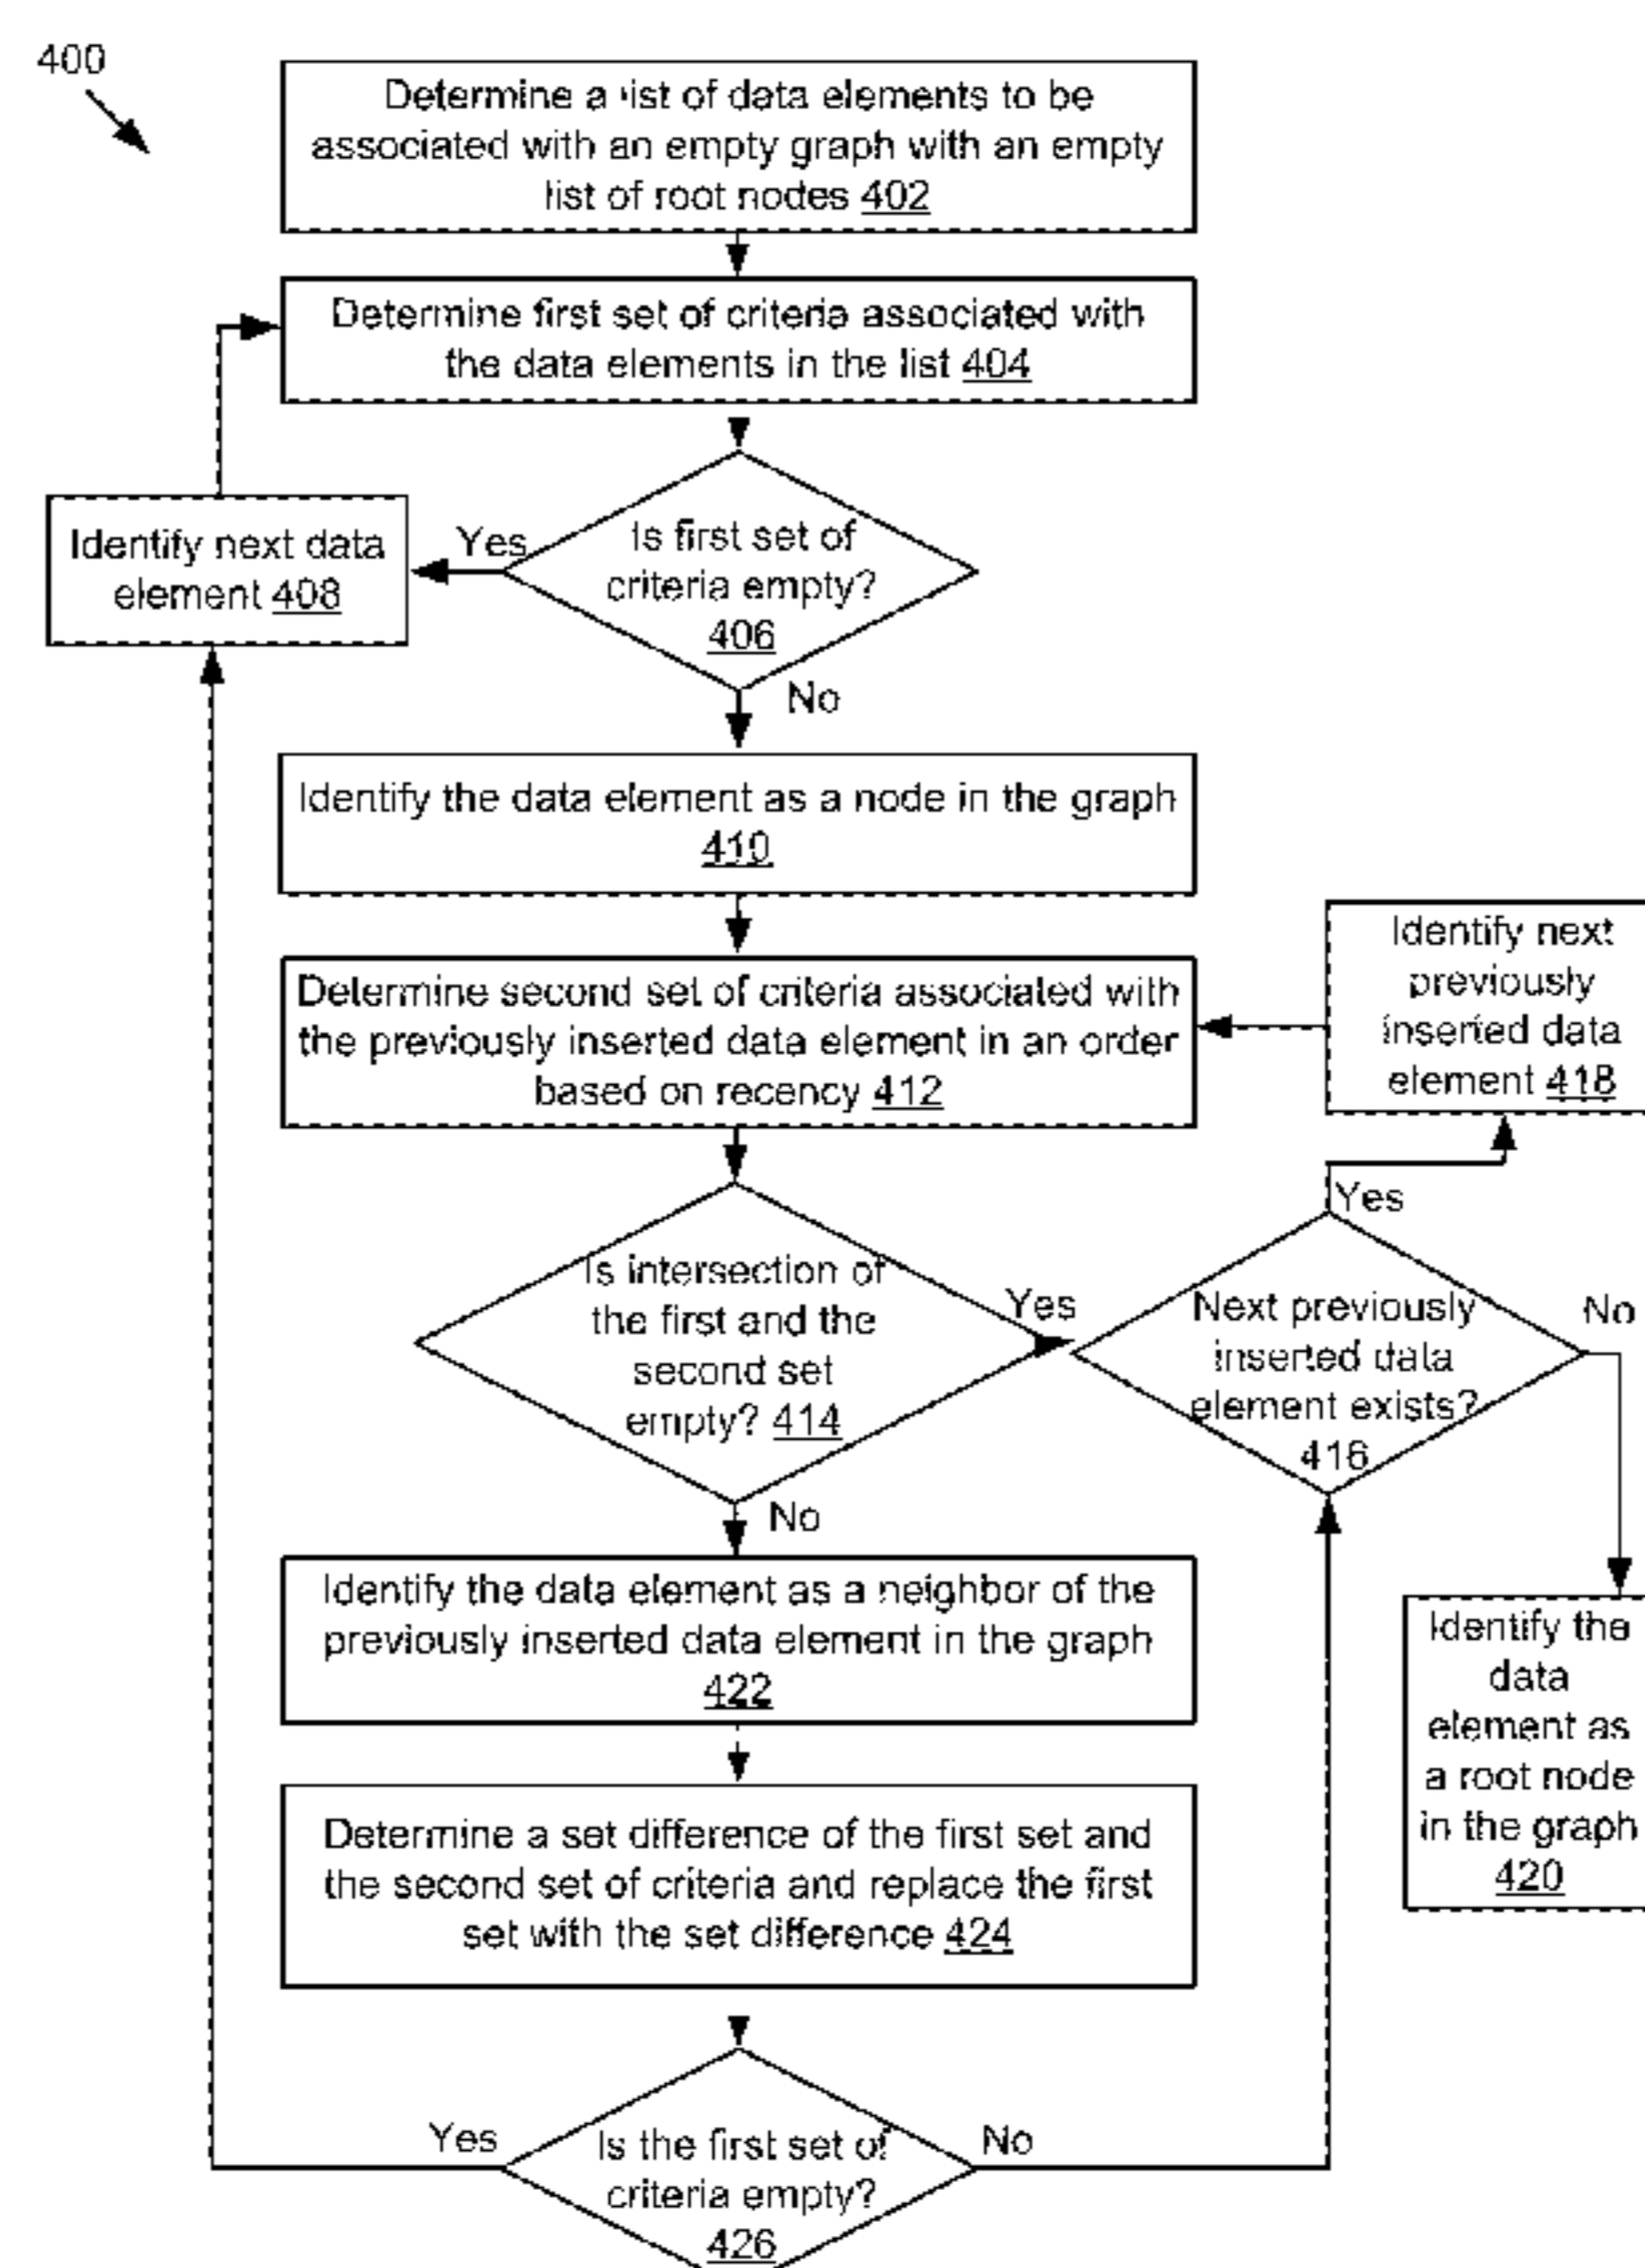 400
Determine a list of data elements to be
associated with an empty graph with an empty
list of root nodes 402
Determine first set of criteria associated with
the data elements in the list 404
Identify next data
element 408
Yes
Is first set of
criteria empty?
406
No
Identify the data element as a node in the graph
410
Determine second set of criteria associated with
the previously inserted data element in an order
based on recency 412
Identify next
previously
inserted data
element 418
Is intersection of
the first and the
second set
empty? 414
Yes
Yes
Next previously
inserted data
element exists?
416
No
No
Identify the data element as a neighbor of the
previously inserted data element in the graph
422
Identify the
data
element as
a root node
in the graph
420
Determine a set difference of the first set and
the second set of criteria and replace the first
set with the set difference 424
Yes
Is the first set of
criteria empty?
426
No